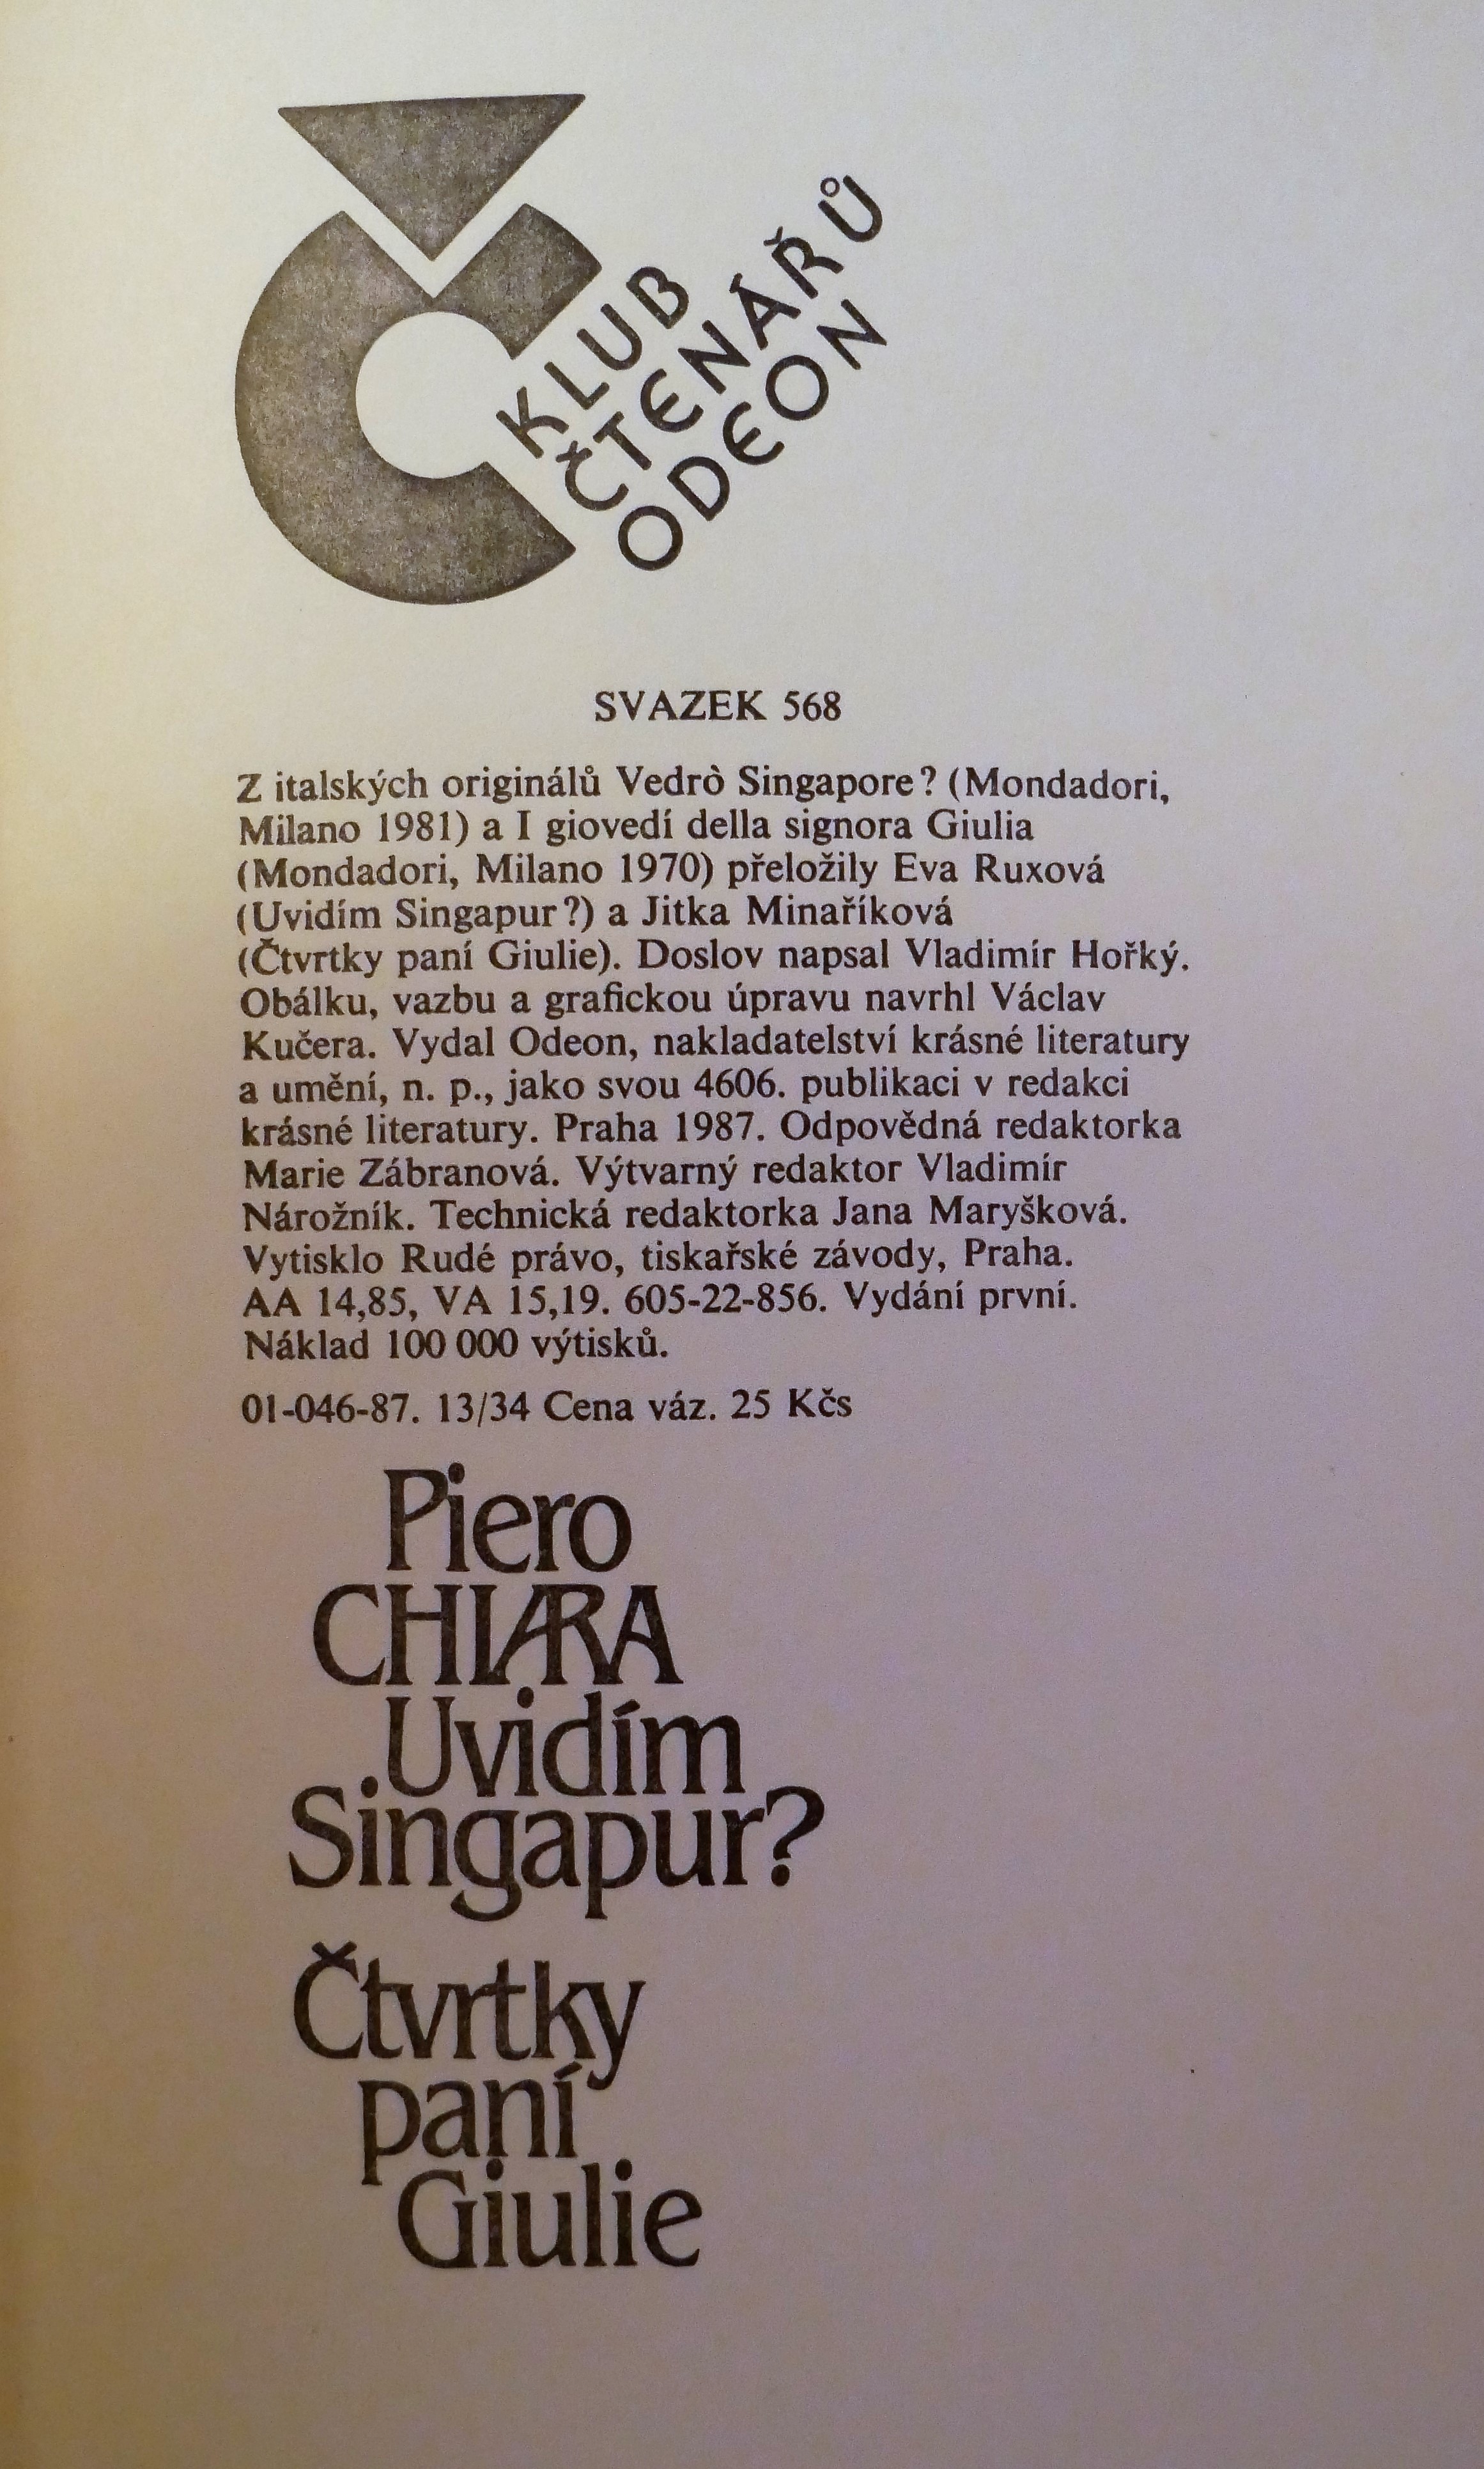 KLUB
ČTENÁŘŮ
ODEON
SVAZEK 568
Z italských originálů Vedrò Singapore? (Mondadori,
Milano 1981) a I giovedí della signora Giulia
(Mondadori, Milano 1970) přeložily Eva Ruxová
(Uvidím Singapur?) a Jitka Minaříková
(Čtvrtky paní Giulie). Doslov napsal Vladimír Hořký.
Obálku, vazbu a grafickou úpravu navrhl Václav
Kučera. Vydal Odeon, nakladatelství krásné literatury
a umění, n. p., jako svou 4606. publikaci v redakci
krásné literatury. Praha 1987. Odpovědná redaktorka
Marie Zábranová. Výtvarný redaktor Vladimír
Nárožník. Technická redaktorka Jana Maryšková.
Vytisklo Rudé právo, tiskařské závody, Praha.
AA 14,85, VA 15,19. 605-22-856. Vydání první.
Náklad 100 000 výtisků.
01-046-87. 13/34 Cena váz. 25 Kčs
Piero
CHIARA
Uvidím
Singapur?
Čtvrtky
paní
Giulie